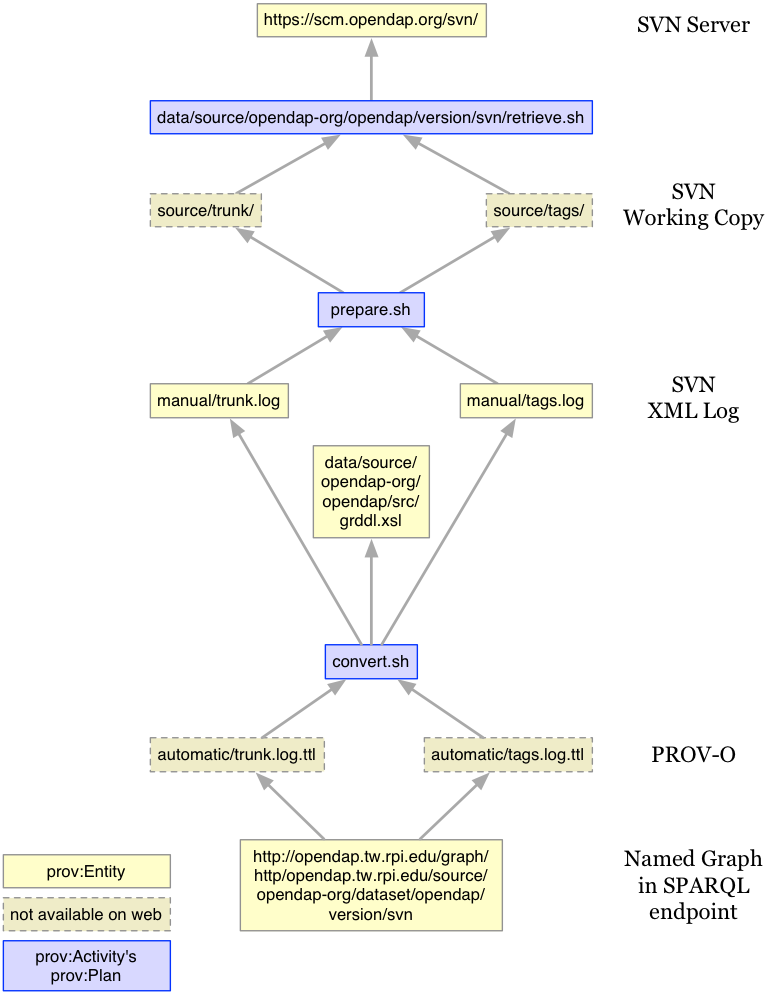 https://scm.opendap.org/svn/
SVN Server
data/source/opendap-org/opendap/version/svn/retrieve.sh
source/trunk/
source/tags/
SVN
Working Copy
prepare.sh
manual/trunk.log
manual/tags.log
SVN
XML Log
data/source/
opendap-org/
opendap/src/
grddl.xsl
convert.sh
automatic/trunk.log.ttl
automatic/tags.log.ttl
PROV-O
http://opendap.tw.rpi.edu/graph/
http/opendap.tw.rpi.edu/source/
opendap-org/dataset/opendap/
version/svn
Named Graph
in SPARQL
endpoint
prov:Entity
not available on web
prov:Activity's
prov:Plan